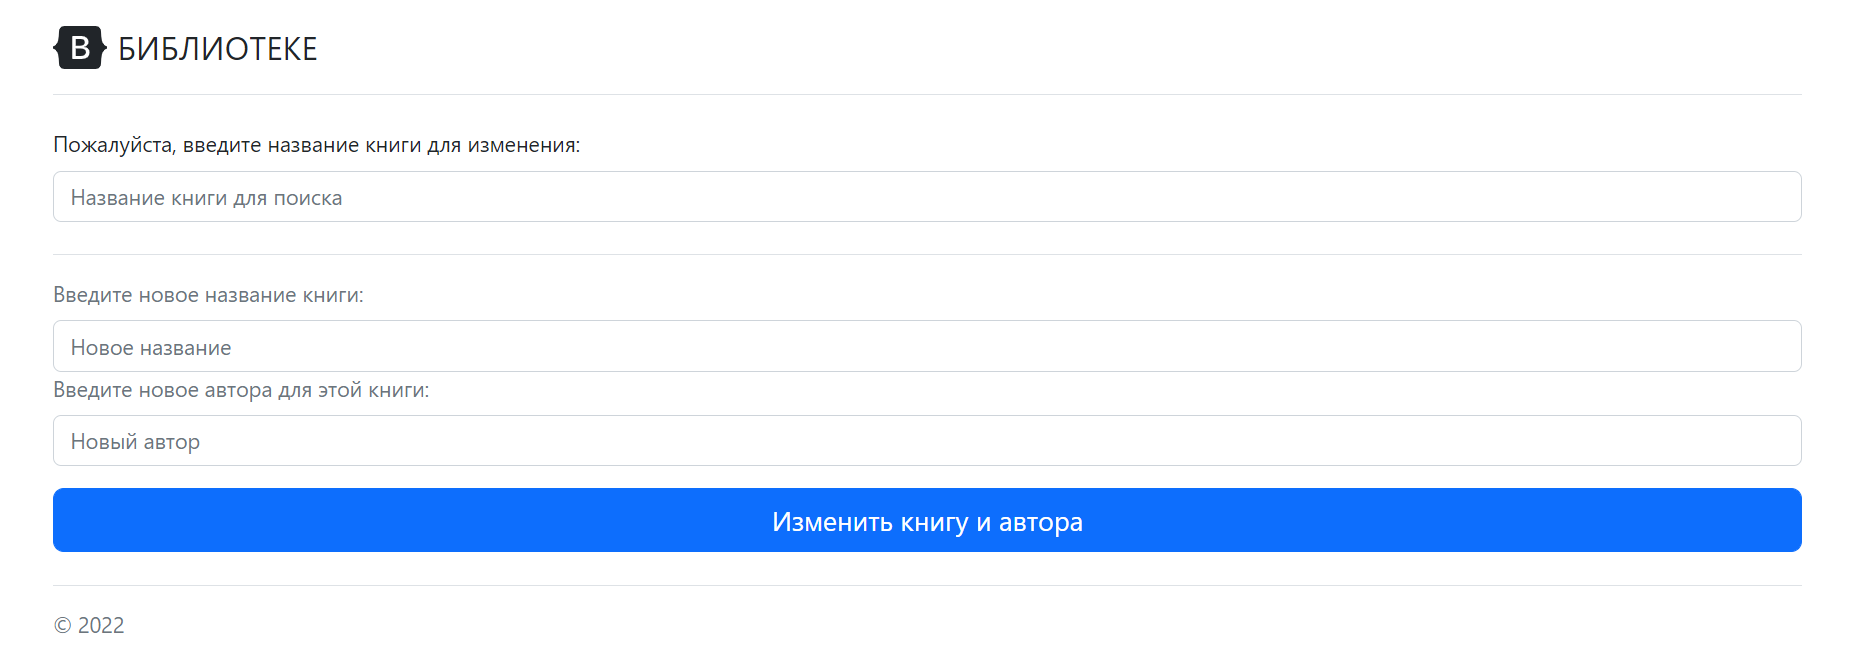 B БИБЛИОТЕКЕ
Пожалуйста, введите название книги для изменения:
Название книги для поиска
Введите новое название книги:
Новое название
Введите новое автора для этой книги:
Новый автор
Изменить книгу и автора
© 2022